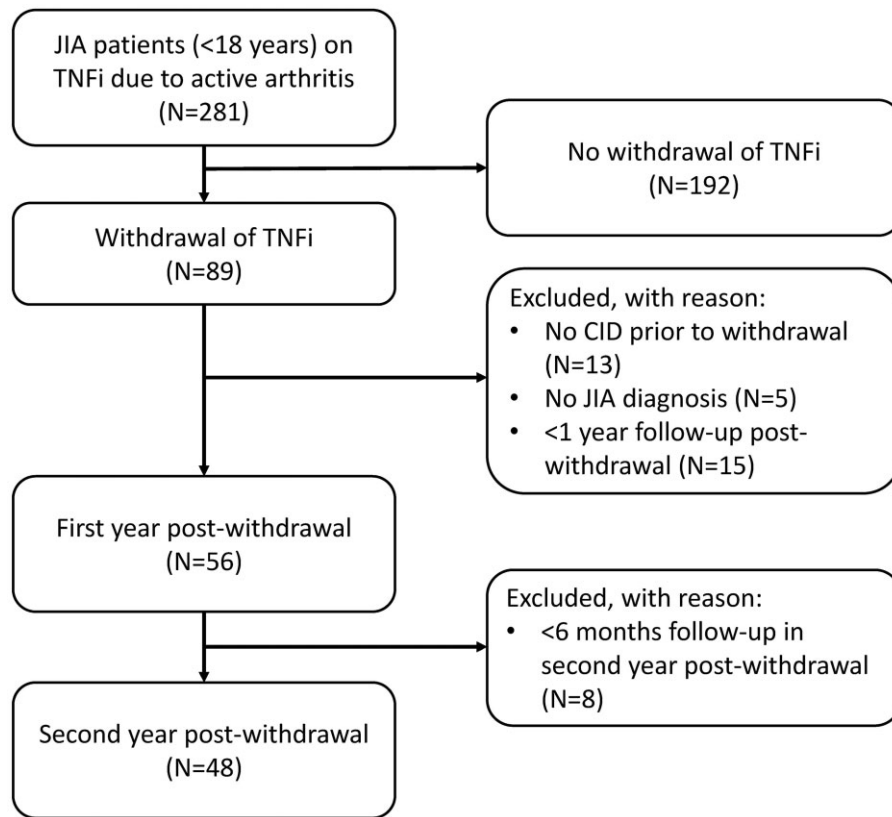 JIA patients (<18 years) on
TNFi due to active arthritis
(N=281)
No withdrawal of TNFi
(N=192)
Withdrawal of TNFi
(N=89)
Excluded, with reason:
• No CID prior to withdrawal
(N=13)
• No JIA diagnosis (N=5)
• <1 year follow-up post-
withdrawal (N=15)
First year post-withdrawal
(N=56)
Excluded, with reason:
• <6 months follow-up in
second year post-withdrawal
(N=8)
Second year post-withdrawal
(N=48)